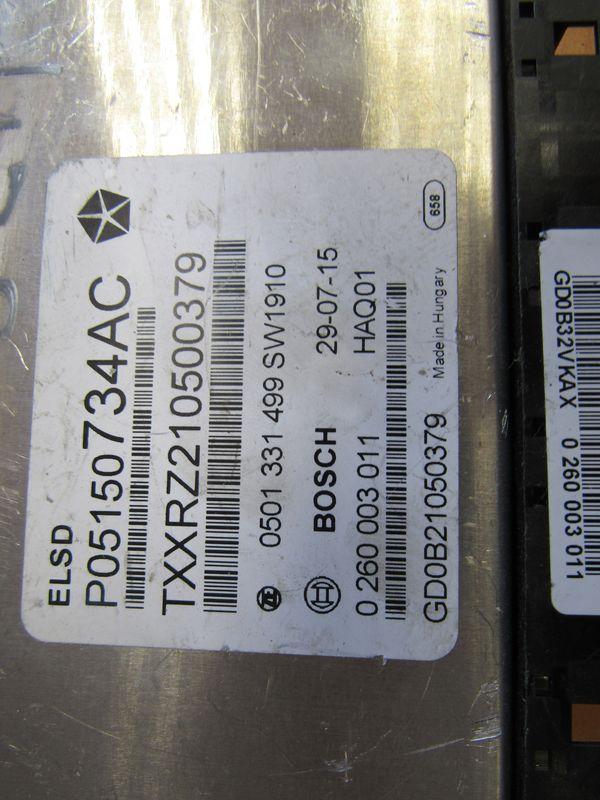 ELSD
P05150734AC
TXXRZ210500379
ZF 0501 331 499 SW1910
BOSCH 29-07-15
0 260 003 011 HAQ01
GD0B21050379 Made in Hungary
658
GD0B32VKAX 0 260 003 011